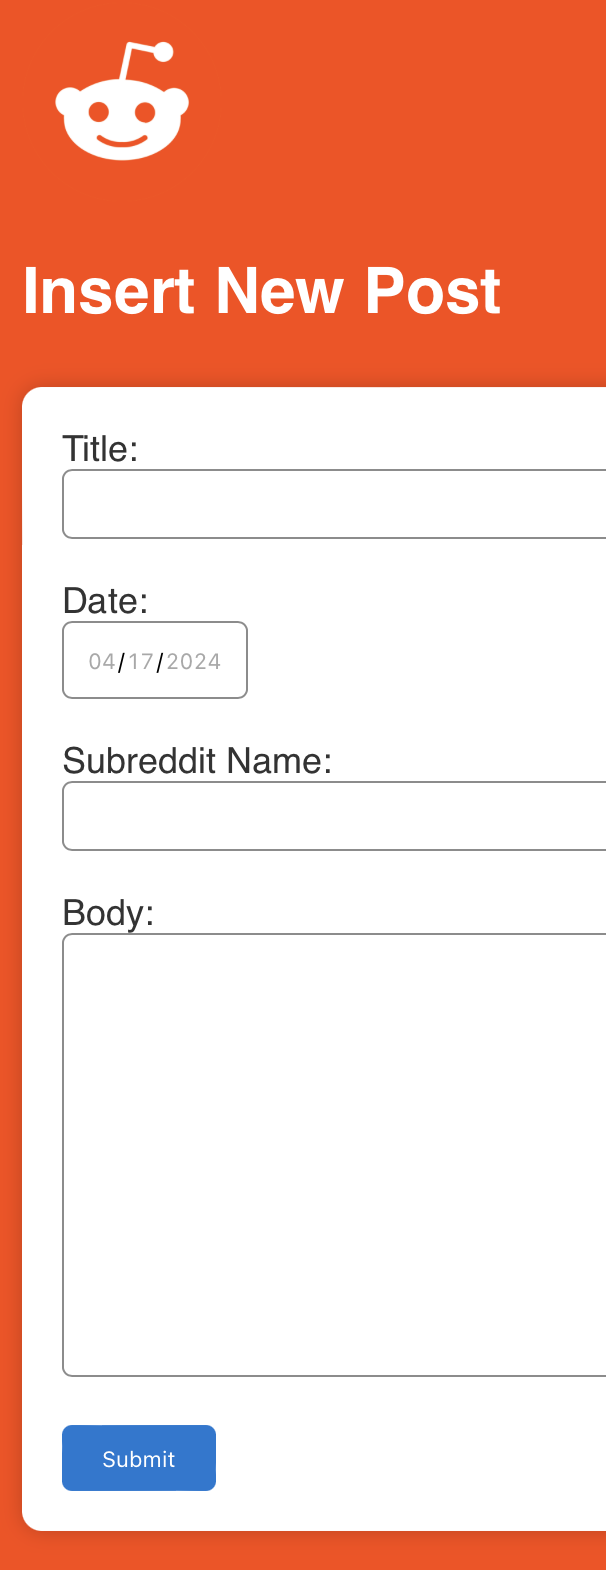 Insert New Post
Title:
Date:
04/17/2024
Subreddit Name:
Body:
Submit